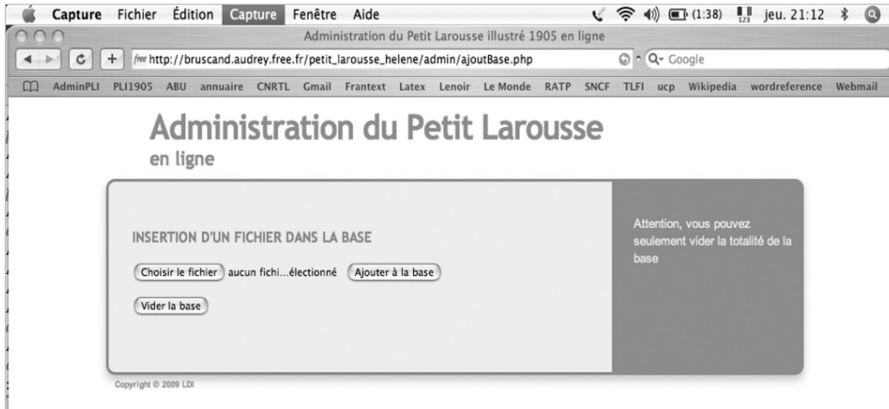 Capture Fichier Édition Capture Fenêtre Aide (1:38) 123 jeu. 21:12
Administration du Petit Larousse illustré 1905 en ligne
free http://bruscand.audrey.free.fr/petit_larousse_helene/admin/ajoutBase.php Google
AdminPLI PLI1905 ABU annuaire CNRTL Gmail Frantext Latex Lenoir Le Monde RATP SNCF TLFI ucp Wikipedia wordreference Webmail
Administration du Petit Larousse
en ligne
INSERTION D'UN FICHIER DANS LA BASE
Choisir le fichier aucun fichi...électionné Ajouter à la base
Vider la base
Attention, vous pouvez
seulement vider la totalité de la
base
Copyright © 2009 LDI